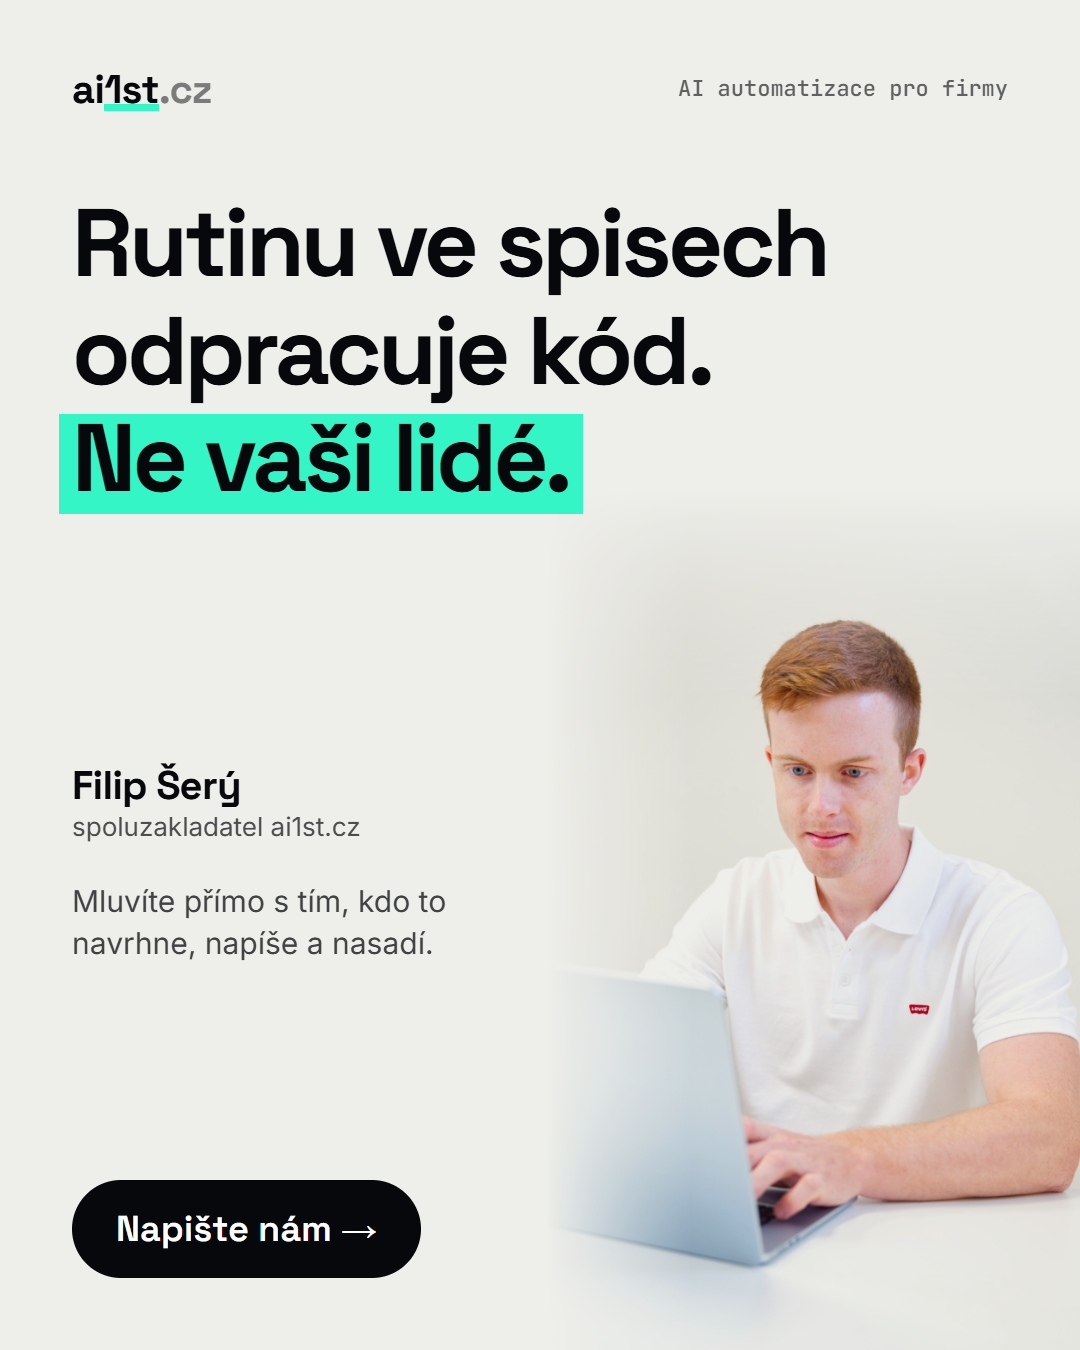 ai1st.cz
AI automatizace pro firmy
Rutinu ve spisech
odpracuje kód.
Ne vaši lidé.
Filip Šerý
spoluzakladatel ai1st.cz
Mluvíte přímo s tím, kdo to
navrhne, napíše a nasadí.
Napište nám →